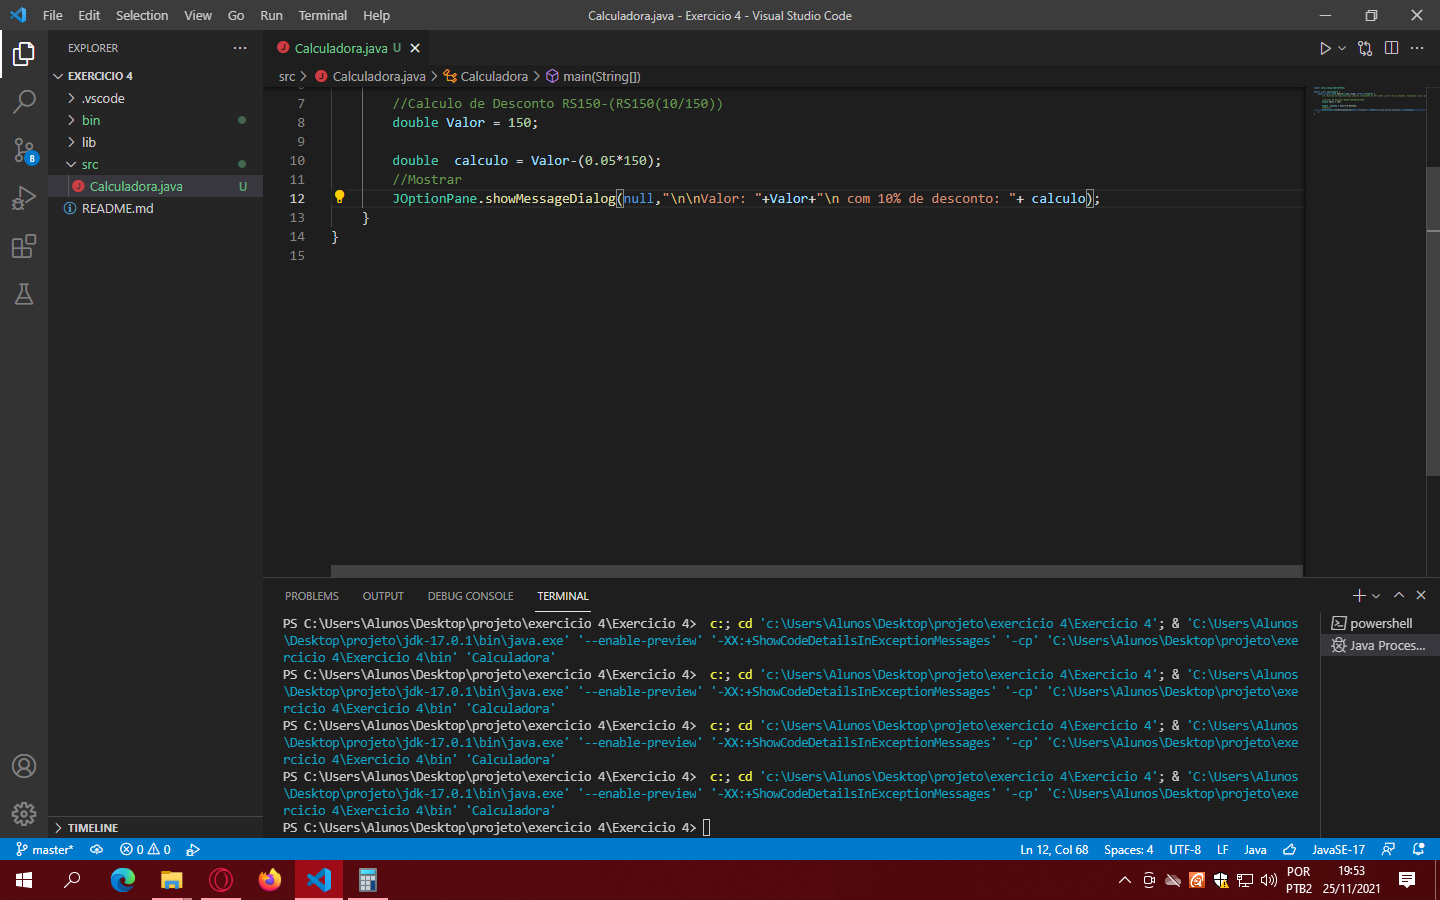 File Edit Selection View Go Run Terminal Help
Calculadora.java - Exercicio 4 - Visual Studio Code
EXPLORER
EXERCICIO 4
.vscode
bin
lib
src
Calculadora.java U
README.md
TIMELINE
8
Calculadora.java U
src Calculadora.java Calculadora main(String[])
7 //Calculo de Desconto RS150-(RS150(10/150))
8 double Valor = 150;
9
10 double  calculo = Valor-(0.05*150);
11 //Mostrar
12 JOptionPane.showMessageDialog(null,"\n\nValor: "+Valor+"\n com 10% de desconto: "+ calculo);
13 }
14 }
15
PROBLEMS OUTPUT DEBUG CONSOLE TERMINAL
PS C:\Users\Alunos\Desktop\projeto\exercicio 4\Exercicio 4>  c:; cd 'c:\Users\Alunos\Desktop\projeto\exercicio 4\Exercicio 4'; & 'C:\Users\Alunos
\Desktop\projeto\jdk-17.0.1\bin\java.exe' '--enable-preview' '-XX:+ShowCodeDetailsInExceptionMessages' '-cp' 'C:\Users\Alunos\Desktop\projeto\exe
rcicio 4\Exercicio 4\bin' 'Calculadora'
PS C:\Users\Alunos\Desktop\projeto\exercicio 4\Exercicio 4>  c:; cd 'c:\Users\Alunos\Desktop\projeto\exercicio 4\Exercicio 4'; & 'C:\Users\Alunos
\Desktop\projeto\jdk-17.0.1\bin\java.exe' '--enable-preview' '-XX:+ShowCodeDetailsInExceptionMessages' '-cp' 'C:\Users\Alunos\Desktop\projeto\exe
rcicio 4\Exercicio 4\bin' 'Calculadora'
PS C:\Users\Alunos\Desktop\projeto\exercicio 4\Exercicio 4>  c:; cd 'c:\Users\Alunos\Desktop\projeto\exercicio 4\Exercicio 4'; & 'C:\Users\Alunos
\Desktop\projeto\jdk-17.0.1\bin\java.exe' '--enable-preview' '-XX:+ShowCodeDetailsInExceptionMessages' '-cp' 'C:\Users\Alunos\Desktop\projeto\exe
rcicio 4\Exercicio 4\bin' 'Calculadora'
PS C:\Users\Alunos\Desktop\projeto\exercicio 4\Exercicio 4>  c:; cd 'c:\Users\Alunos\Desktop\projeto\exercicio 4\Exercicio 4'; & 'C:\Users\Alunos
\Desktop\projeto\jdk-17.0.1\bin\java.exe' '--enable-preview' '-XX:+ShowCodeDetailsInExceptionMessages' '-cp' 'C:\Users\Alunos\Desktop\projeto\exe
rcicio 4\Exercicio 4\bin' 'Calculadora'
PS C:\Users\Alunos\Desktop\projeto\exercicio 4\Exercicio 4>
powershell
Java Proces...
master* 0 0
Ln 12, Col 68 Spaces: 4 UTF-8 LF Java JavaSE-17
POR
PTB2
19:53
25/11/2021